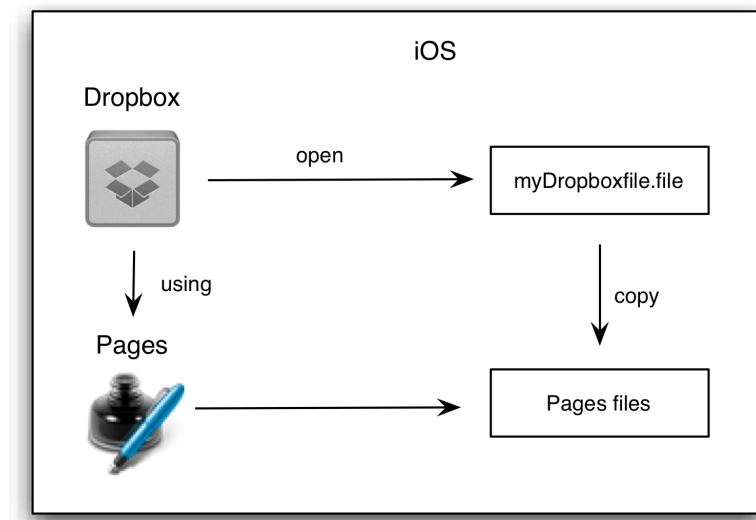 iOS
Dropbox
open
myDropboxfile.file
using
copy
Pages
Pages files